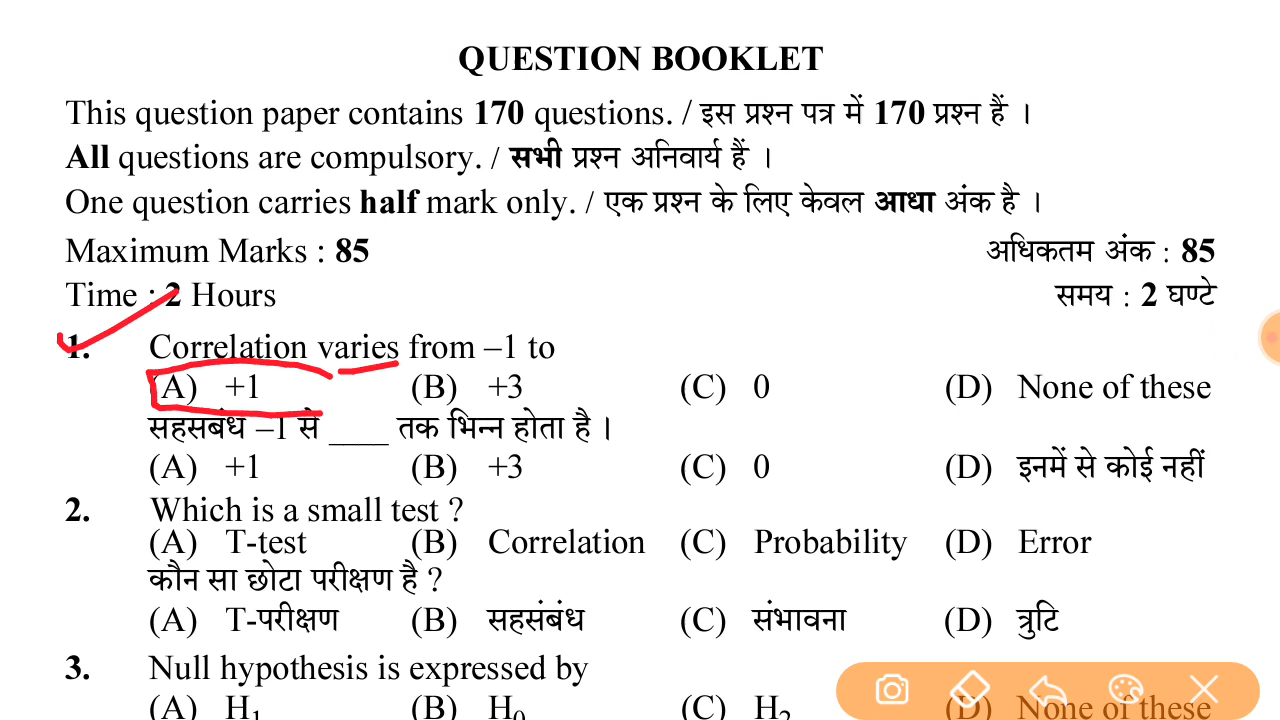 QUESTION BOOKLET
This question paper contains 170 questions. / इस प्रश्न पत्र में 170 प्रश्न हैं ।
All questions are compulsory. / सभी प्रश्न अनिवार्य हैं ।
One question carries half mark only. / एक प्रश्न के लिए केवल आधा अंक है ।
Maximum Marks : 85 अधिकतम अंक : 85
Time : 2 Hours समय : 2 घण्टे
1. Correlation varies from –1 to
(A) +1 (B) +3 (C) 0 (D) None of these
सहसबंध –1 से ____ तक भिन्न होता है ।
(A) +1 (B) +3 (C) 0 (D) इनमें से कोई नहीं
2. Which is a small test ?
(A) T-test (B) Correlation (C) Probability (D) Error
कौन सा छोटा परीक्षण है ?
(A) T-परीक्षण (B) सहसंबंध (C) संभावना (D) त्रुटि
3. Null hypothesis is expressed by
(A) H₁ (B) H₀ (C) H₂ (D) None of these